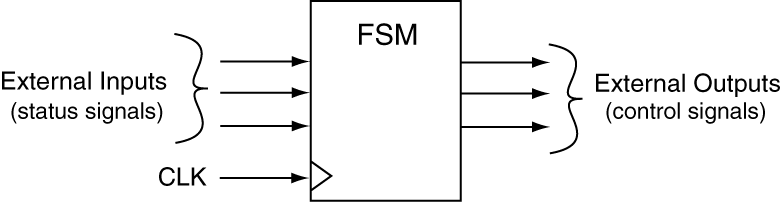 FSM
External Inputs
(status signals)
External Outputs
(control signals)
CLK